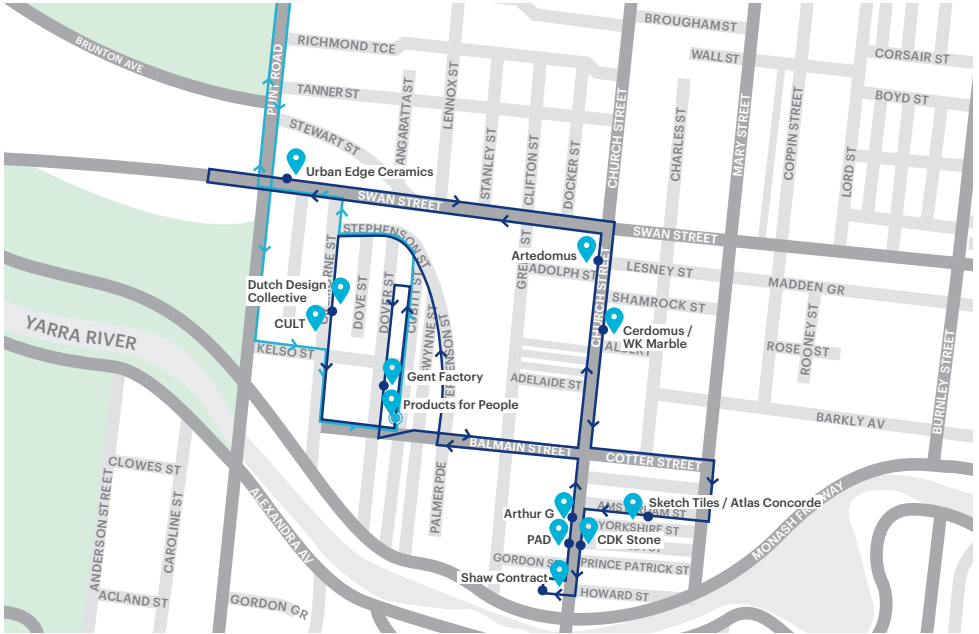 BROUGHAM ST
BRUNTON AVE
RICHMOND TCE
WALL ST
CORSAIR ST
PUNT ROAD
TANNER ST
LENNOX ST
BOYD ST
STEWART ST
STANLEY ST
CLIFTON ST
DOCKER ST
CHURCH STREET
CHARLES ST
MARY STREET
COPPIN STREET
LORD ST
Urban Edge Ceramics
SWAN STREET
SWAN STREET
STEPHENSON ST
Artedomus
ADOLPH ST
LESNEY ST
MADDEN GR
Dutch Design
Collective
DOVE ST
DOVER ST
CUBITT ST
SHAMROCK ST
CHURCH STREET
CULT
Cerdomus /
WK Marble
YARRA RIVER
KELSO ST
ROSE ST
ROONEY ST
ADELAIDE ST
Gent Factory
Products for People
BARKLY AV
BURNLEY STREET
BALMAIN STREET
COTTER STREET
CLOWES ST
ANDERSON STREET
CAROLINE ST
ALEXANDRA AV
PALMER PDE
Sketch Tiles / Atlas Concorde
Arthur G
YORKSHIRE ST
PAD
CDK Stone
MONASH FREEWAY
PRINCE PATRICK ST
Shaw Contract
HOWARD ST
ACLAND ST
GORDON GR